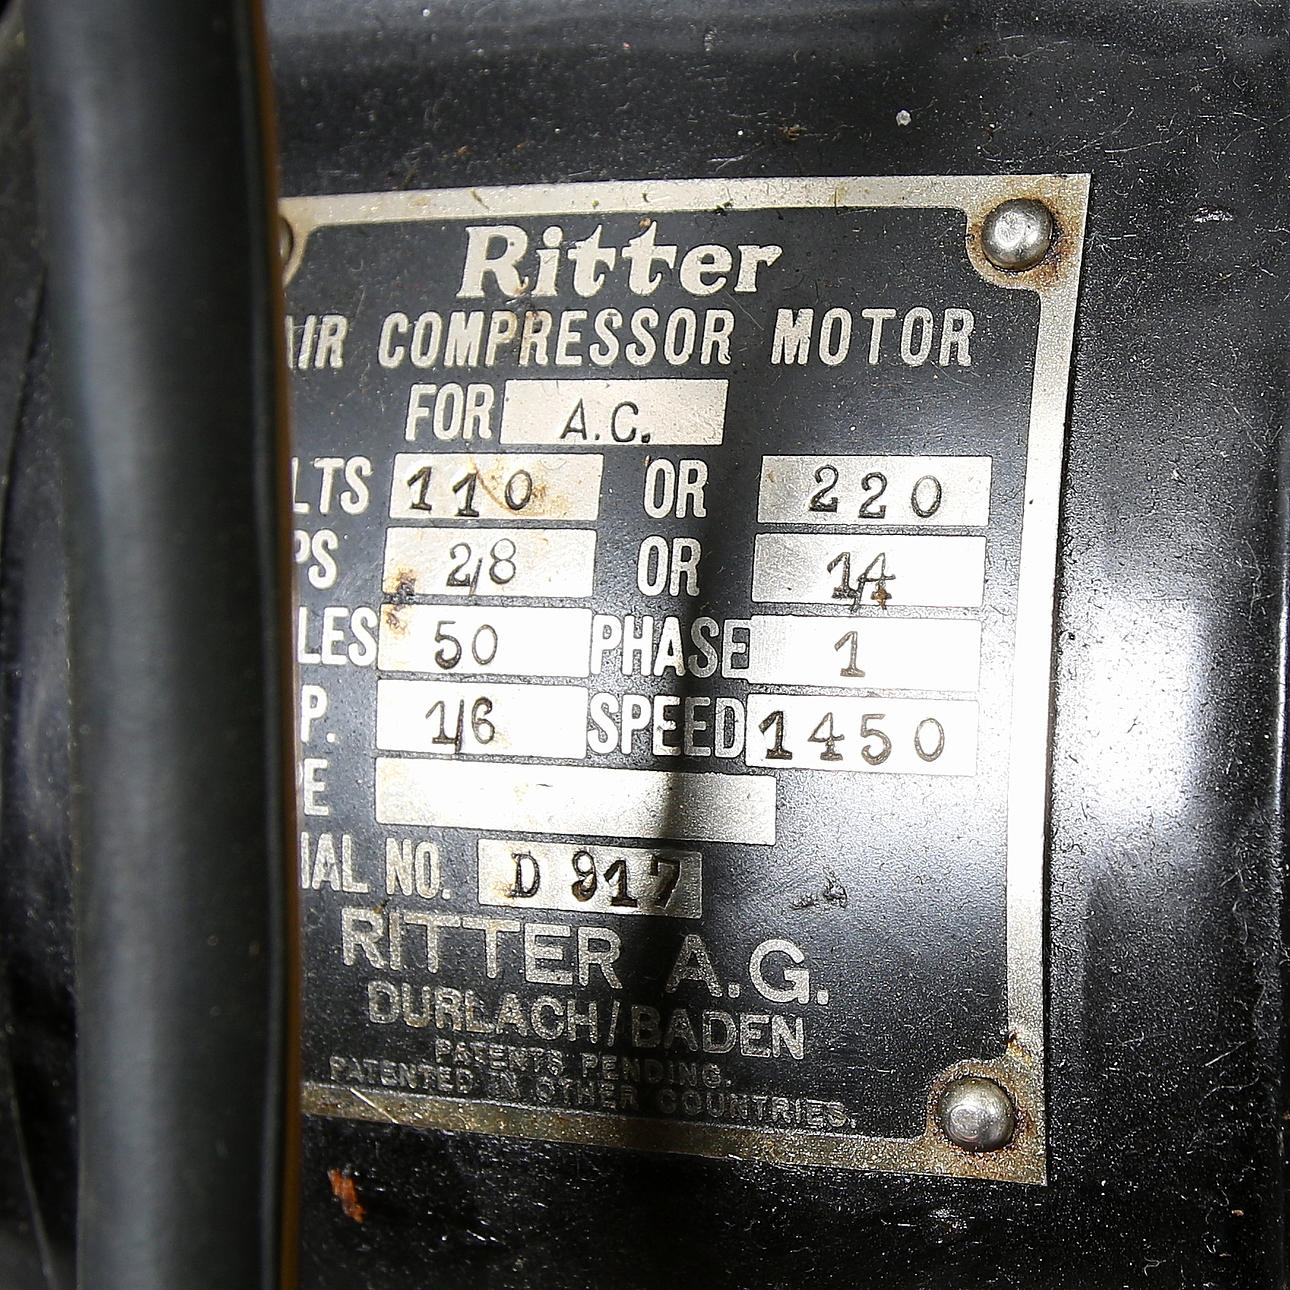 Ritter
AIR COMPRESSOR MOTOR
FOR A.C.
LTS 110 OR 220
PS 2,8 OR 1,4
LES 50 PHASE 1
P. 1/6 SPEED 1450
E
IAL NO. D 917
RITTER A.G.
DURLACH/BADEN
PATENTS PENDING.
PATENTED IN OTHER COUNTRIES.